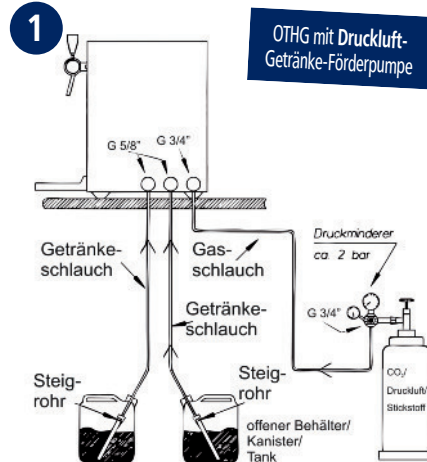 1
OTHG mit Druckluft-
Getränke-Förderpumpe
G 5/8"
G 3/4"
Getränke-
schlauch
Gas-
schlauch
Druckminderer
ca. 2 bar
G 3/4"
Getränke-
schlauch
Steig-
rohr
Steig-
rohr
offener Behälter/
Kanister/
Tank
CO₂/
Druckluft/
Stickstoff